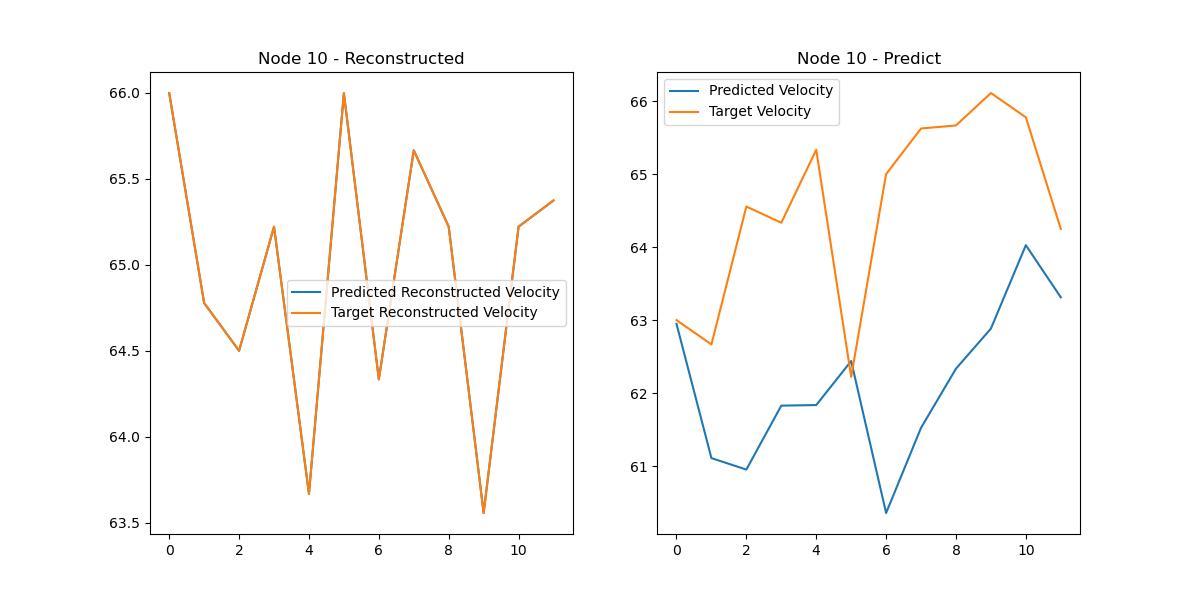 Node 10 - Reconstructed
66.0
65.5
65.0
64.5
64.0
63.5
0 2 4 6 8 10
Predicted Reconstructed Velocity
Target Reconstructed Velocity
Node 10 - Predict
66
65
64
63
62
61
0 2 4 6 8 10
Predicted Velocity
Target Velocity